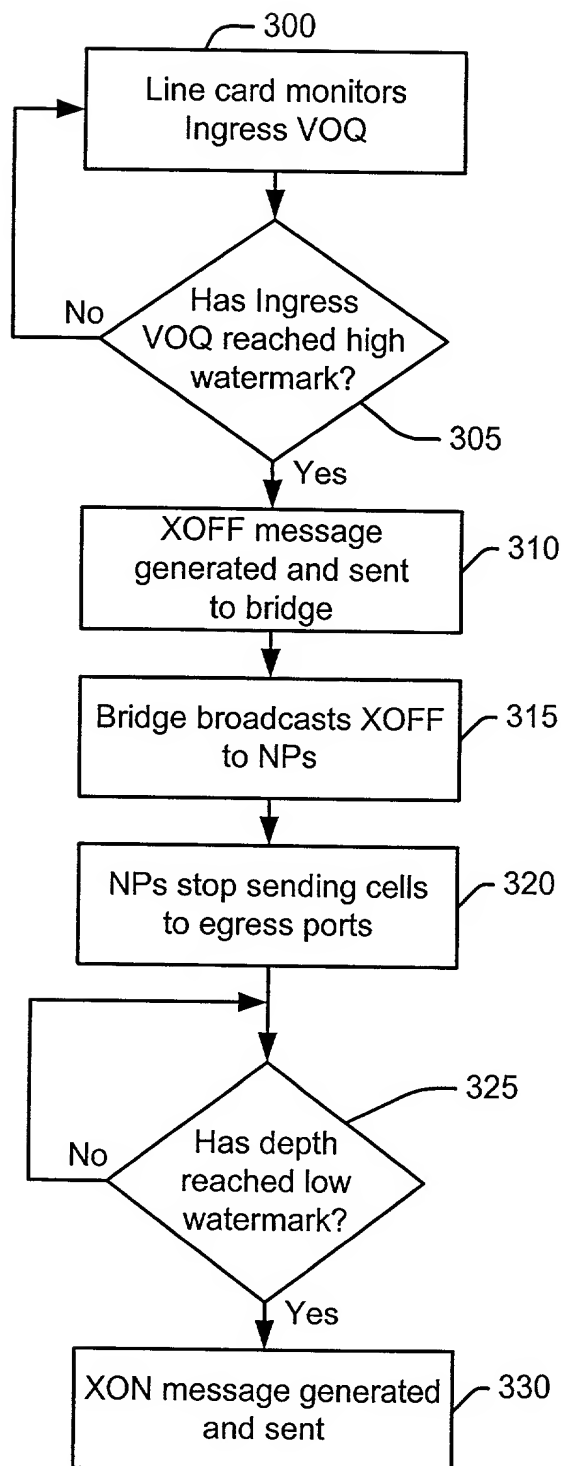 300
Line card monitors
Ingress VOQ
No
Has Ingress
VOQ reached high
watermark?
305
Yes
XOFF message
generated and sent
to bridge
310
Bridge broadcasts XOFF
to NPs
315
NPs stop sending cells
to egress ports
320
325
No
Has depth
reached low
watermark?
Yes
XON message generated
and sent
330